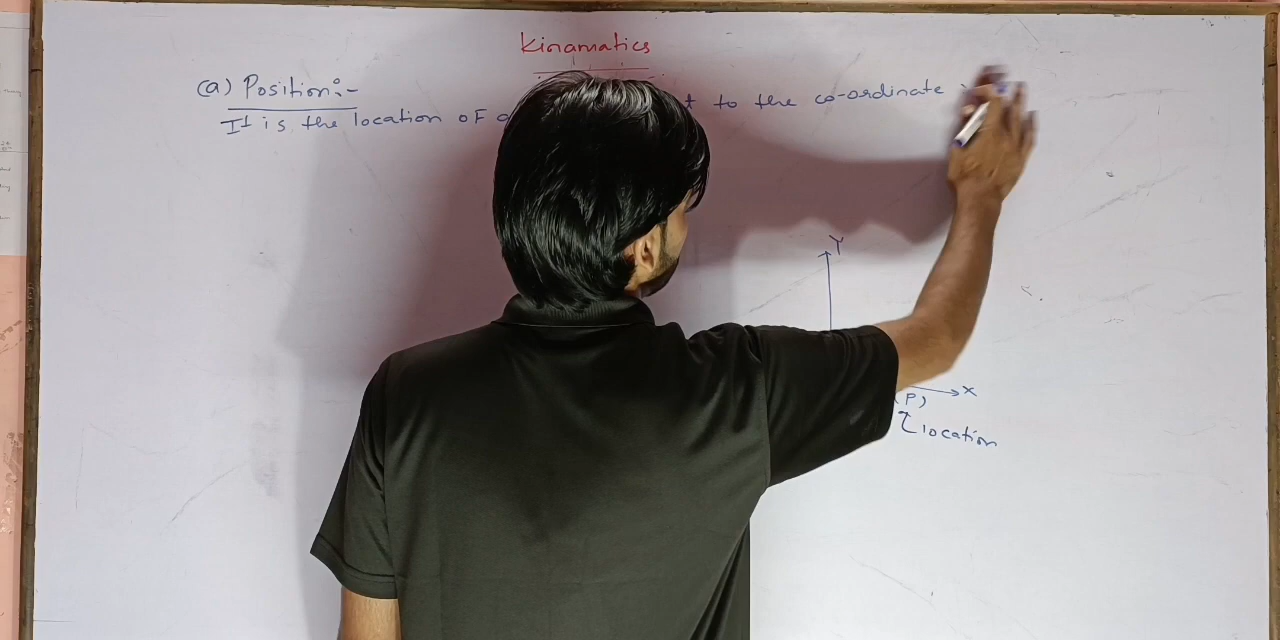 Kinamatics
(a) Position:-
It is the location of to the co-ordinate
Y
X
(P)
location